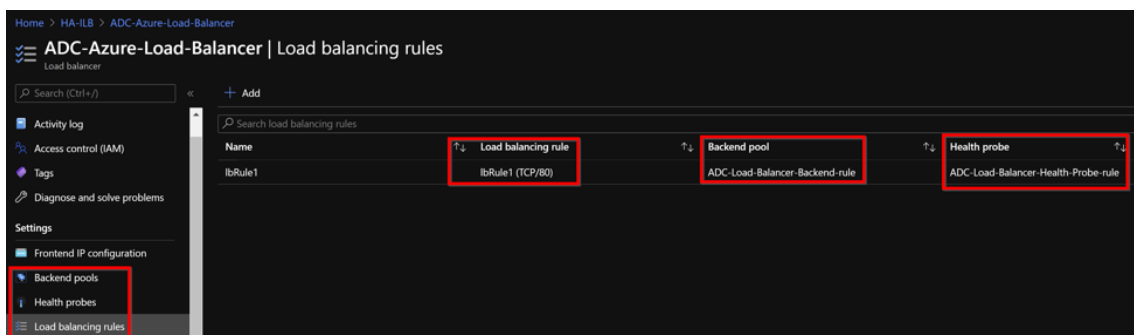 Home > HA-ILB > ADC-Azure-Load-Balancer
ADC-Azure-Load-Balancer | Load balancing rules
Load balancer
Search (Ctrl+/)
«
+ Add
Activity log
Access control (IAM)
Tags
Diagnose and solve problems
Settings
Frontend IP configuration
Backend pools
Health probes
Load balancing rules
Search load balancing rules
Name ↑↓ Load balancing rule ↑↓ Backend pool ↑↓ Health probe ↑↓
lbRule1 lbRule1 (TCP/80) ADC-Load-Balancer-Backend-rule ADC-Load-Balancer-Health-Probe-rule